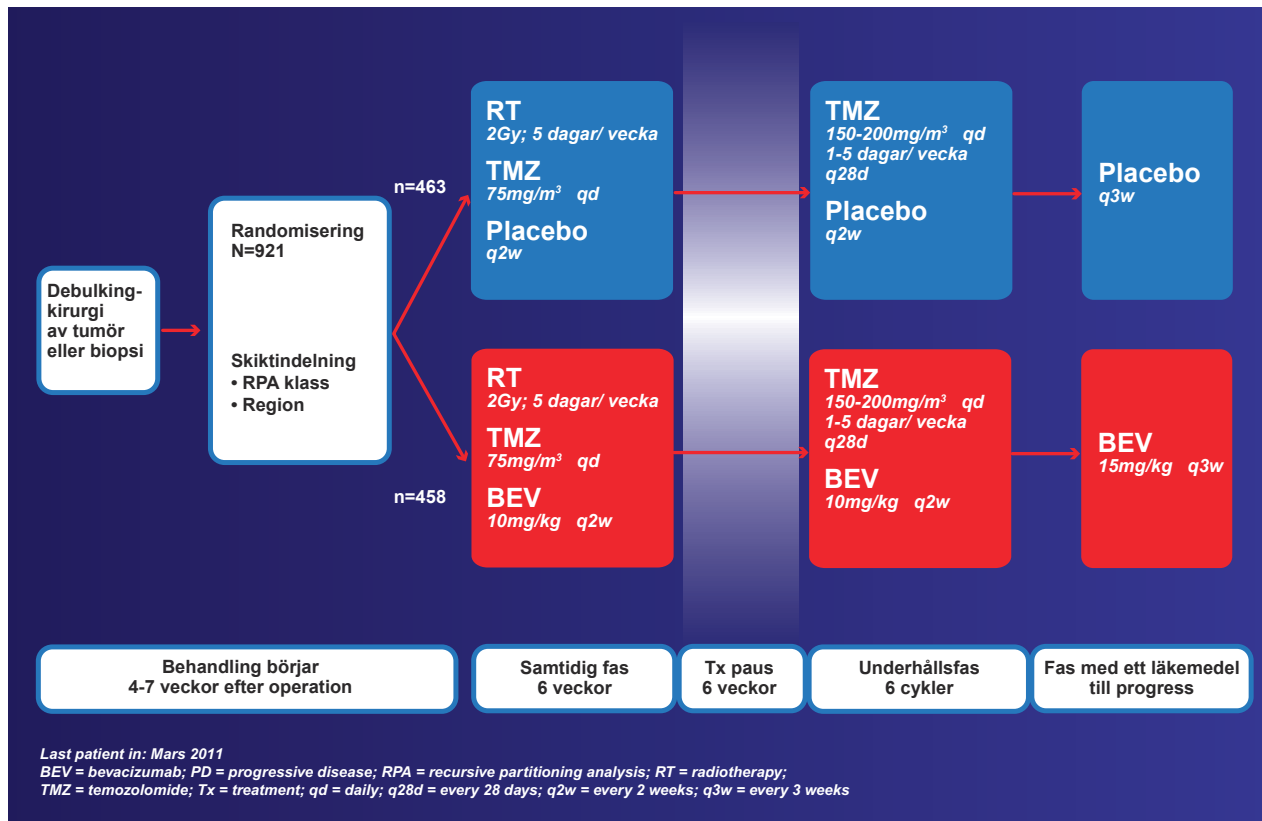 Debulking-
kirurgi
av tumör
eller biopsi
Randomisering
N=921
Skiktindelning
• RPA klass
• Region
n=463
RT
2Gy; 5 dagar/ vecka
TMZ
75mg/m³ qd
Placebo
q2w
TMZ
150-200mg/m³ qd
1-5 dagar/ vecka
q28d
Placebo
q2w
Placebo
q3w
n=458
RT
2Gy; 5 dagar/ vecka
TMZ
75mg/m³ qd
BEV
10mg/kg q2w
TMZ
150-200mg/m³ qd
1-5 dagar/ vecka
q28d
BEV
10mg/kg q2w
BEV
15mg/kg q3w
Behandling börjar
4-7 veckor efter operation
Samtidig fas
6 veckor
Tx paus
6 veckor
Underhållsfas
6 cykler
Fas med ett läkemedel
till progress
Last patient in: Mars 2011
BEV = bevacizumab; PD = progressive disease; RPA = recursive partitioning analysis; RT = radiotherapy;
TMZ = temozolomide; Tx = treatment; qd = daily; q28d = every 28 days; q2w = every 2 weeks; q3w = every 3 weeks